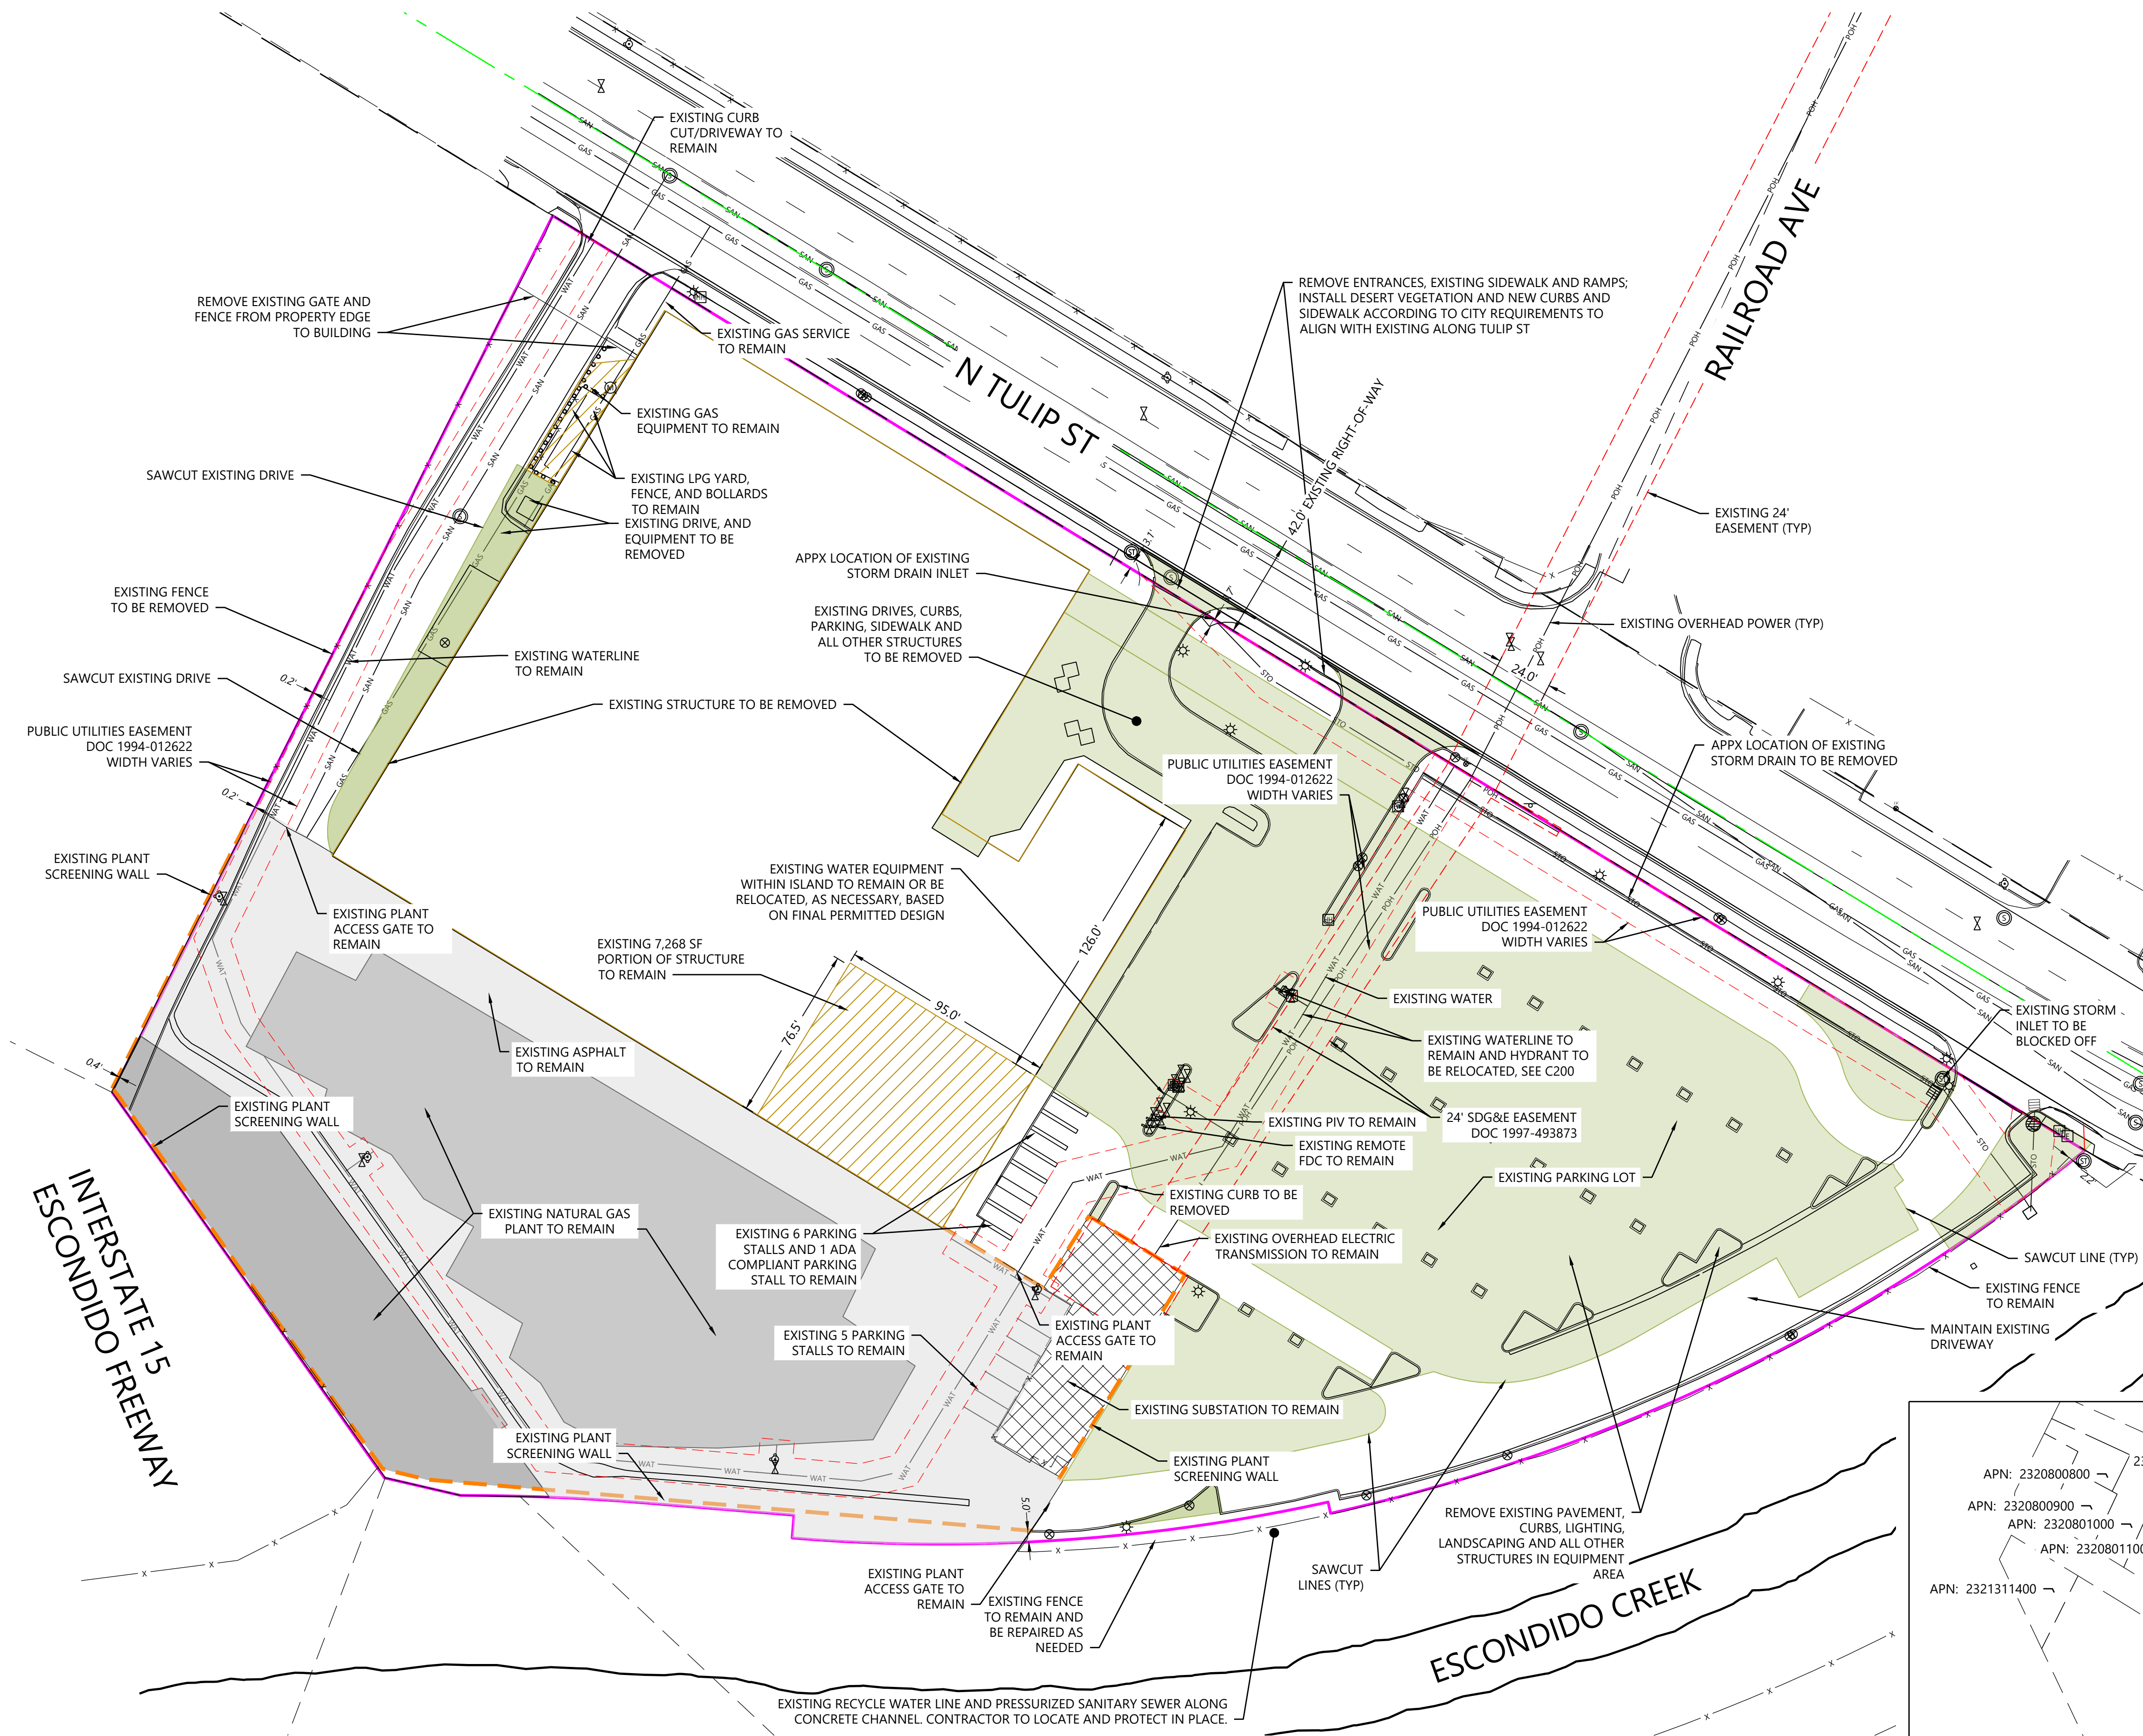 EXISTING CURB
CUT/DRIVEWAY TO
REMAIN
REMOVE EXISTING GATE AND
FENCE FROM PROPERTY EDGE
TO BUILDING
EXISTING GAS SERVICE
TO REMAIN
REMOVE ENTRANCES, EXISTING SIDEWALK AND RAMPS;
INSTALL DESERT VEGETATION AND NEW CURBS AND
SIDEWALK ACCORDING TO CITY REQUIREMENTS TO
ALIGN WITH EXISTING ALONG TULIP ST
RAILROAD AVE
N TULIP ST
42.0' EXISTING RIGHT-OF-WAY
EXISTING GAS
EQUIPMENT TO REMAIN
SAWCUT EXISTING DRIVE
EXISTING LPG YARD,
FENCE, AND BOLLARDS
TO REMAIN
EXISTING DRIVE, AND
EQUIPMENT TO BE
REMOVED
EXISTING 24'
EASEMENT (TYP)
APPX LOCATION OF EXISTING
STORM DRAIN INLET
3.1'
EXISTING FENCE
TO BE REMOVED
EXISTING DRIVES, CURBS,
PARKING, SIDEWALK AND
ALL OTHER STRUCTURES
TO BE REMOVED
EXISTING OVERHEAD POWER (TYP)
EXISTING WATERLINE
TO REMAIN
24.0'
SAWCUT EXISTING DRIVE
0.2'
EXISTING STRUCTURE TO BE REMOVED
PUBLIC UTILITIES EASEMENT
DOC 1994-012622
WIDTH VARIES
0.2'
PUBLIC UTILITIES EASEMENT
DOC 1994-012622
WIDTH VARIES
APPX LOCATION OF EXISTING
STORM DRAIN TO BE REMOVED
EXISTING PLANT
SCREENING WALL
EXISTING PLANT
ACCESS GATE TO
REMAIN
EXISTING WATER EQUIPMENT
WITHIN ISLAND TO REMAIN OR BE
RELOCATED, AS NECESSARY, BASED
ON FINAL PERMITTED DESIGN
126.0'
EXISTING 7,268 SF
PORTION OF STRUCTURE
TO REMAIN
95.0'
76.5'
PUBLIC UTILITIES EASEMENT
DOC 1994-012622
WIDTH VARIES
EXISTING WATER
EXISTING STORM
INLET TO BE
BLOCKED OFF
EXISTING ASPHALT
TO REMAIN
0.4'
EXISTING WATERLINE TO
REMAIN AND HYDRANT TO
BE RELOCATED, SEE C200
EXISTING PLANT
SCREENING WALL
EXISTING PIV TO REMAIN
24' SDG&E EASEMENT
DOC 1997-493873
EXISTING REMOTE
FDC TO REMAIN
EXISTING PARKING LOT
2.2'
EXISTING CURB TO BE
REMOVED
INTERSTATE 15
ESCONDIDO FREEWAY
EXISTING NATURAL GAS
PLANT TO REMAIN
EXISTING 6 PARKING
STALLS AND 1 ADA
COMPLIANT PARKING
STALL TO REMAIN
EXISTING OVERHEAD ELECTRIC
TRANSMISSION TO REMAIN
SAWCUT LINE (TYP)
EXISTING FENCE
TO REMAIN
EXISTING 5 PARKING
STALLS TO REMAIN
EXISTING PLANT
ACCESS GATE TO
REMAIN
MAINTAIN EXISTING
DRIVEWAY
EXISTING SUBSTATION TO REMAIN
EXISTING PLANT
SCREENING WALL
EXISTING PLANT
SCREENING WALL
5.0'
REMOVE EXISTING PAVEMENT,
CURBS, LIGHTING,
LANDSCAPING AND ALL OTHER
STRUCTURES IN EQUIPMENT
AREA
SAWCUT
LINES (TYP)
EXISTING PLANT
ACCESS GATE TO
REMAIN
EXISTING FENCE
TO REMAIN AND
BE REPAIRED AS
NEEDED
ESCONDIDO CREEK
EXISTING RECYCLE WATER LINE AND PRESSURIZED SANITARY SEWER ALONG
CONCRETE CHANNEL. CONTRACTOR TO LOCATE AND PROTECT IN PLACE.
APN: 2320800800
APN: 2320800900
APN: 2320801000
APN: 232080110
APN: 2321311400